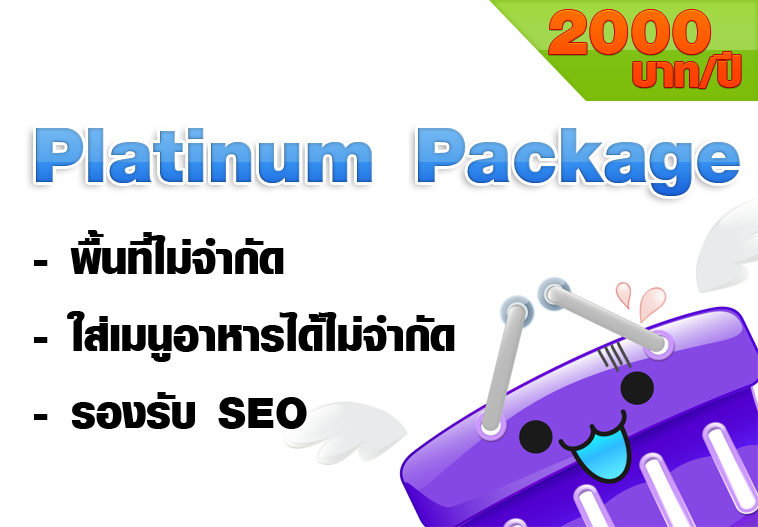 2000
บาท/ปี
Platinum Package
- พื้นที่ไม่จำกัด
- ใส่เมนูอาหารได้ไม่จำกัด
- รองรับ SEO